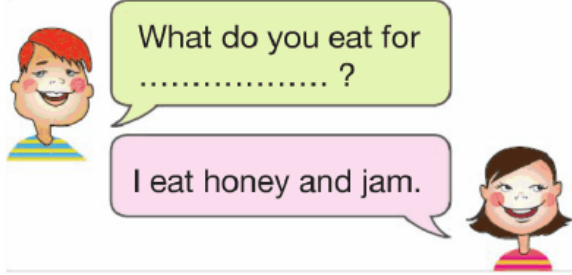 What do you eat for
.................. ?
I eat honey and jam.